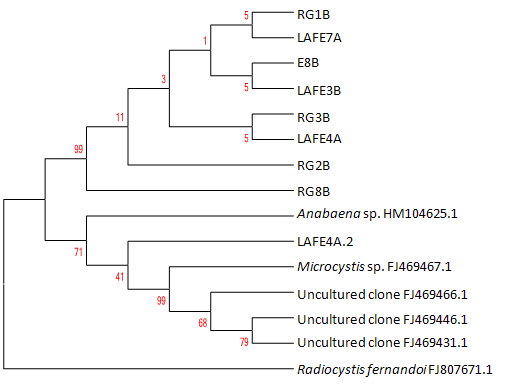 5
RG1B
LAFE7A
1
E8B
3
5
LAFE3B
11
RG3B
5
LAFE4A
99
RG2B
RG8B
Anabaena sp. HM104625.1
71
LAFE4A.2
41
Microcystis sp. FJ469467.1
99
Uncultured clone FJ469466.1
68
Uncultured clone FJ469446.1
79
Uncultured clone FJ469431.1
Radiocystis fernandoi FJ807671.1